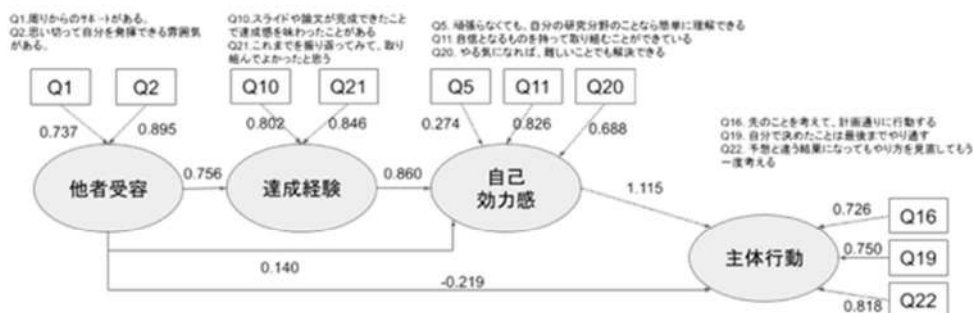 Q1.周りからのサポートがある。
Q2.思い切って自分を発揮できる雰囲気
がある。
Q10.スライドや論文が完成できたこと
で達成感を味わったことがある
Q21.これまでを振り返ってみて、取り
組んでよかったと思う
Q5. 頑張らなくても、自分の研究分野のことなら簡単に理解できる
Q11.自信となるものを持って取り組むことができている
Q20. やる気になれば、難しいことでも解決できる
Q16. 先のことを考えて、計画通りに行動する
Q19. 自分で決めたことは最後までやり通す
Q22. 予想と違う結果になってもやり方を見直してもう
一度考える
Q1
Q2
Q10
Q21
Q5
Q11
Q20
0.737
0.895
0.802
0.846
0.274
0.826
0.688
他者受容
0.756
達成経験
0.860
自己
効力感
1.115
0.140
-0.219
主体行動
0.726
Q16
0.750
Q19
0.818
Q22